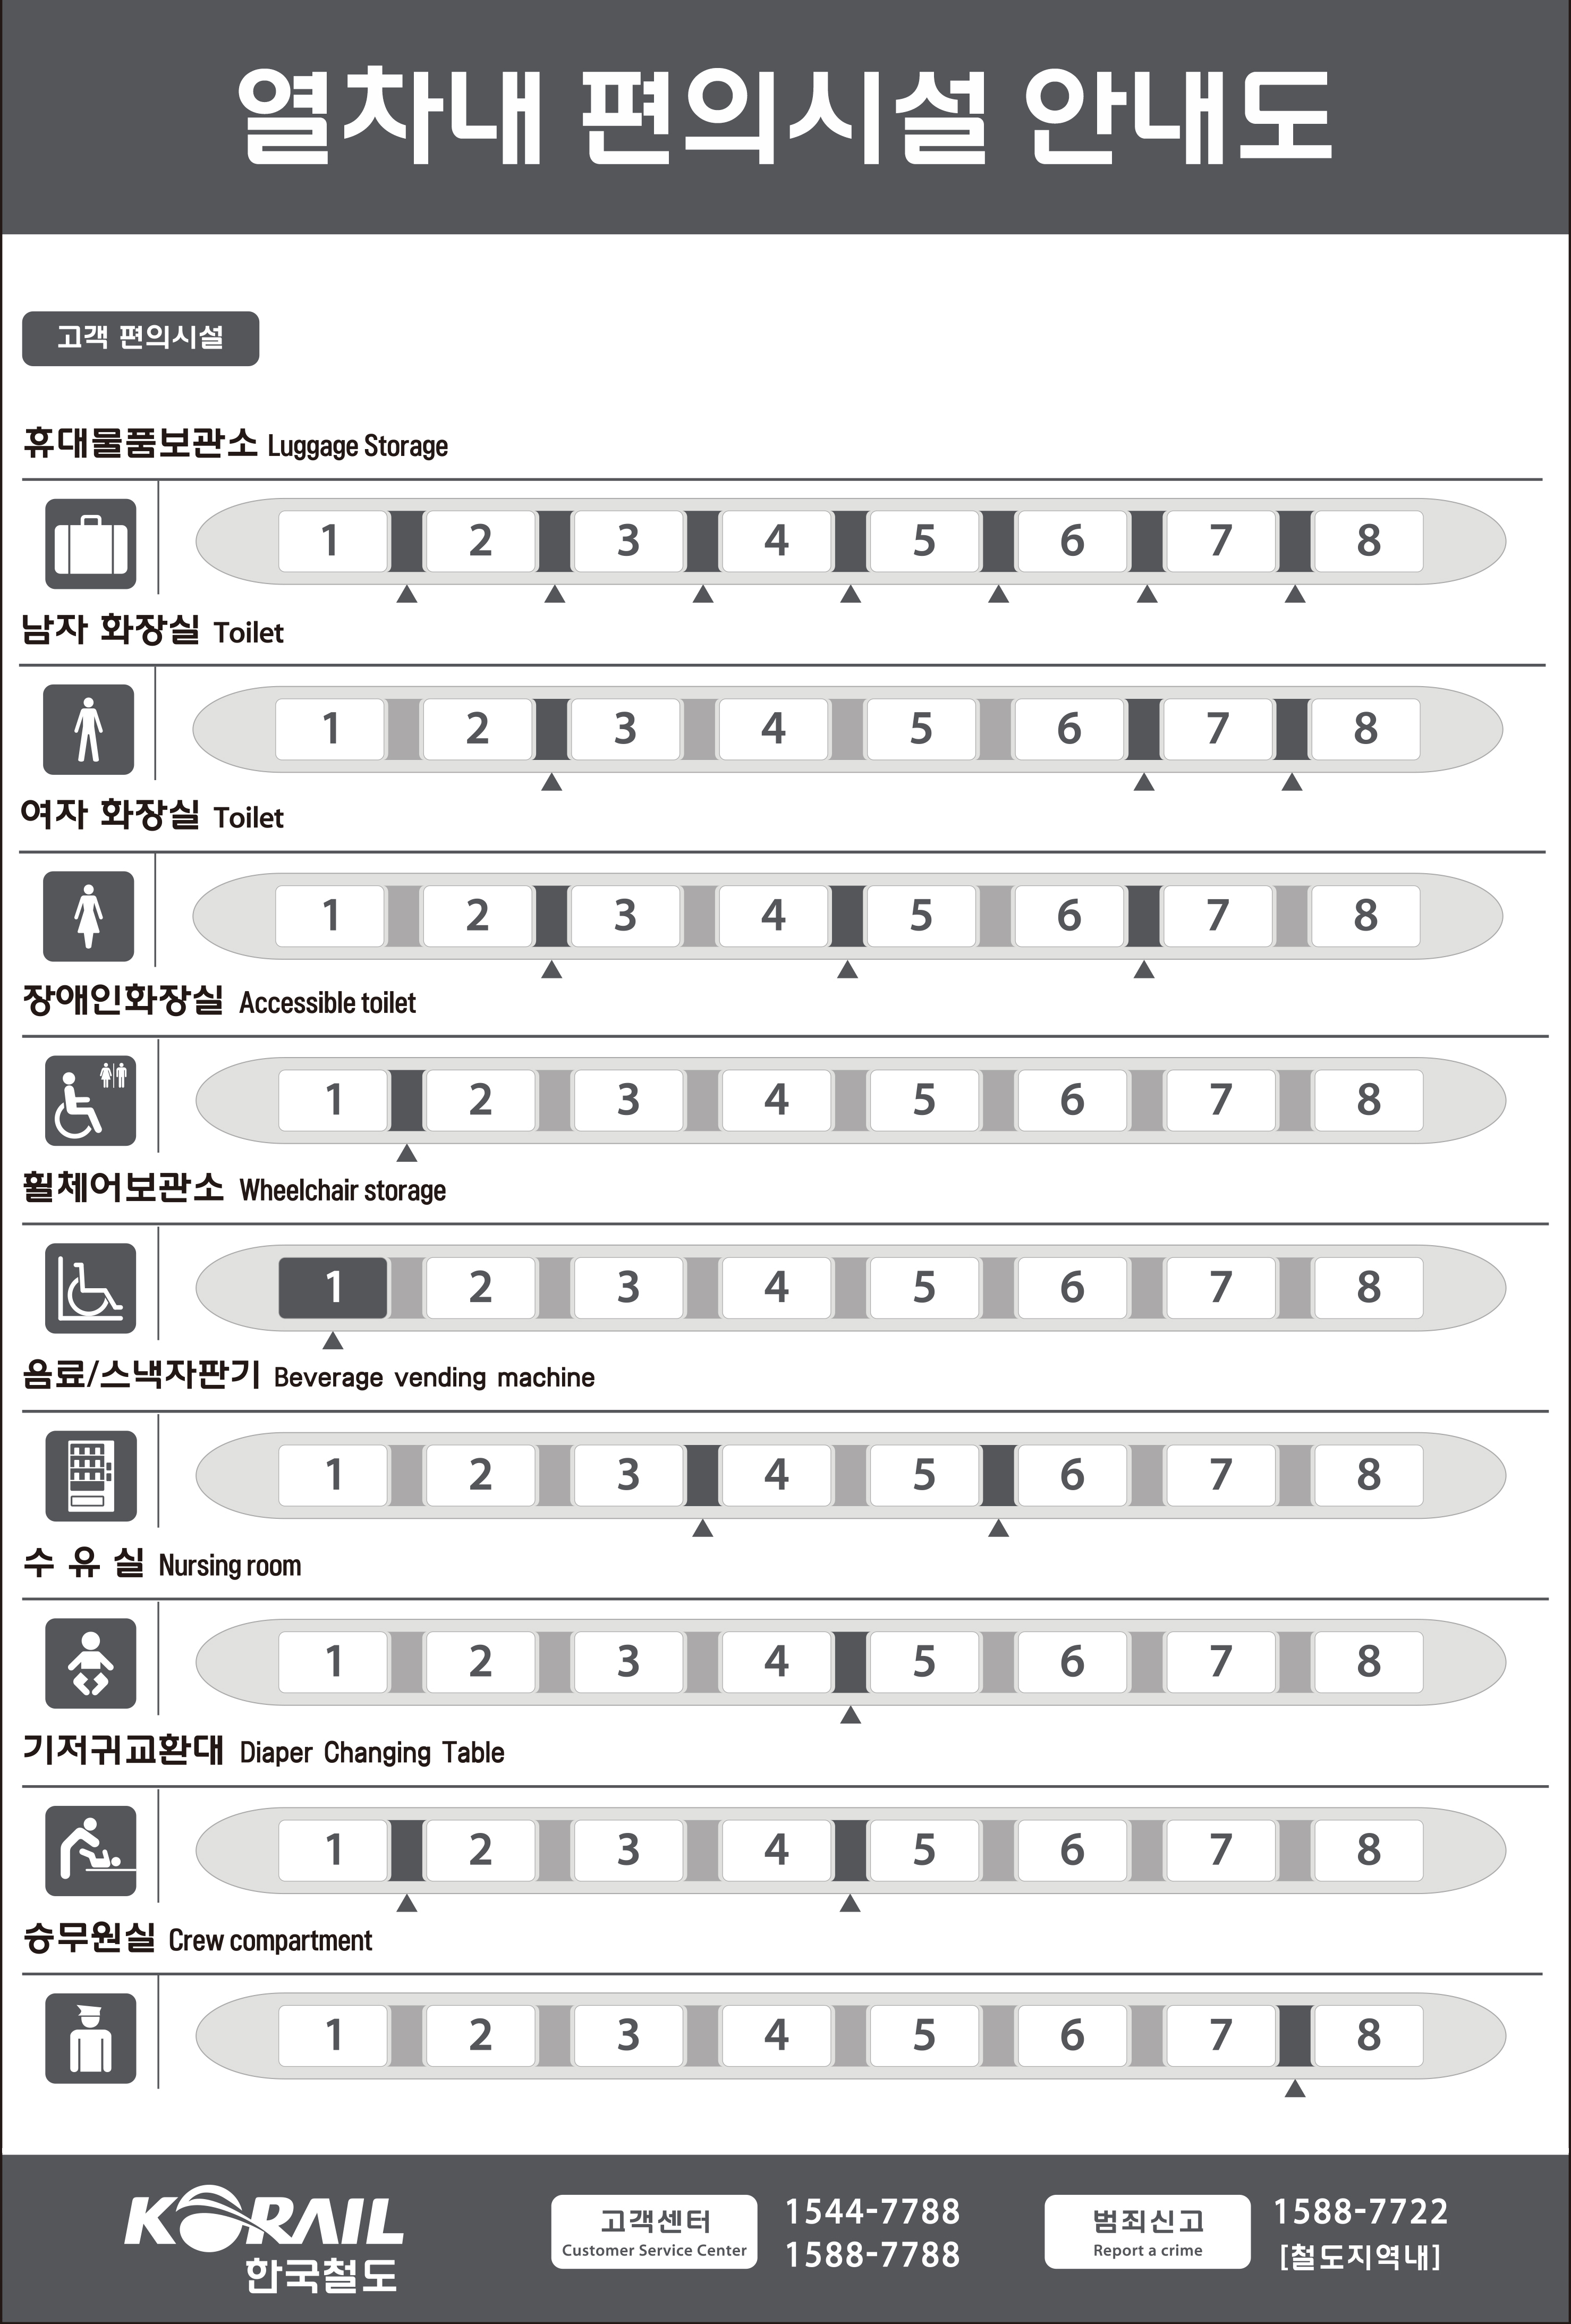 열차내 편의시설 안내도
고객 편의시설
휴대물품보관소 Luggage Storage
1 2 3 4 5 6 7 8
남자 화장실 Toilet
1 2 3 4 5 6 7 8
여자 화장실 Toilet
1 2 3 4 5 6 7 8
장애인화장실 Accessible toilet
1 2 3 4 5 6 7 8
휠체어보관소 Wheelchair storage
1 2 3 4 5 6 7 8
음료/스낵자판기 Beverage vending machine
1 2 3 4 5 6 7 8
수 유 실 Nursing room
1 2 3 4 5 6 7 8
기저귀교환대 Diaper Changing Table
1 2 3 4 5 6 7 8
승무원실 Crew compartment
1 2 3 4 5 6 7 8
KORAIL
한국철도
고객센터
Customer Service Center
1544-7788
1588-7788
범죄신고
Report a crime
1588-7722
[철도지역내]